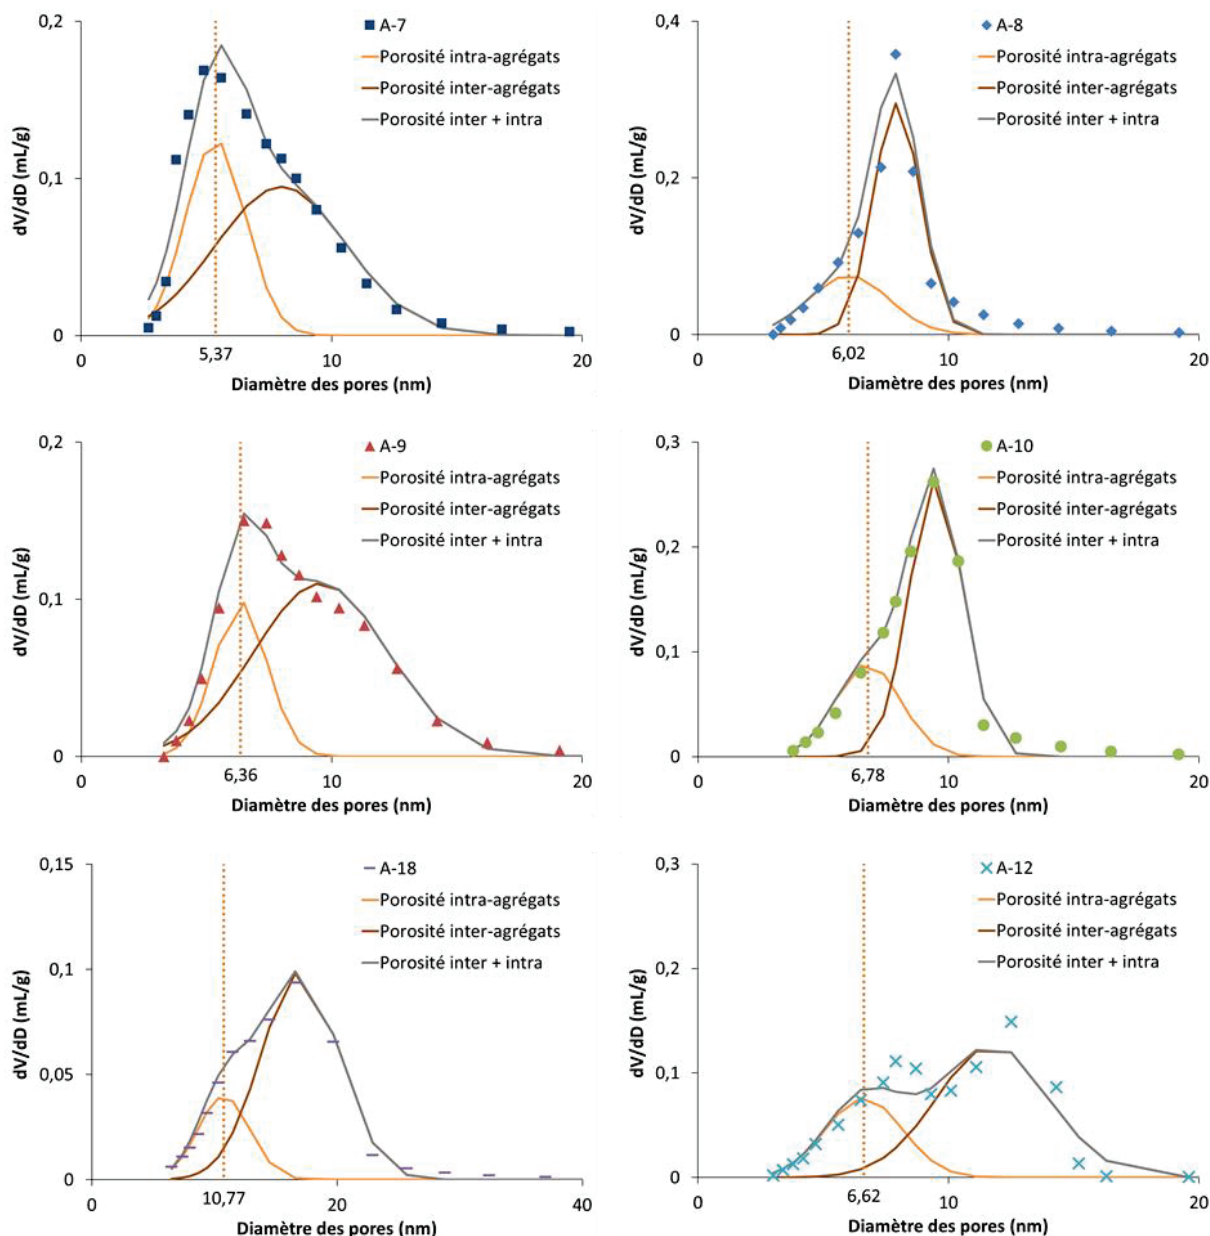 0,2
0,1
0
dV/dD (mL/g)
A-7
Porosité intra-agrégats
Porosité inter-agrégats
Porosité inter + intra
0
5,37
10
20
Diamètre des pores (nm)
0,4
0,2
0
dV/dD (mL/g)
A-8
Porosité intra-agrégats
Porosité inter-agrégats
Porosité inter + intra
0
6,02
10
20
Diamètre des pores (nm)
0,2
0,1
0
dV/dD (mL/g)
A-9
Porosité intra-agrégats
Porosité inter-agrégats
Porosité inter + intra
0
6,36
10
20
Diamètre des pores (nm)
0,3
0,2
0,1
0
dV/dD (mL/g)
A-10
Porosité intra-agrégats
Porosité inter-agrégats
Porosité inter + intra
0
6,78
10
20
Diamètre des pores (nm)
0,15
0,1
0,05
0
dV/dD (mL/g)
A-18
Porosité intra-agrégats
Porosité inter-agrégats
Porosité inter + intra
0
10,77
20
40
Diamètre des pores (nm)
0,3
0,2
0,1
0
dV/dD (mL/g)
A-12
Porosité intra-agrégats
Porosité inter-agrégats
Porosité inter + intra
0
6,62
10
20
Diamètre des pores (nm)